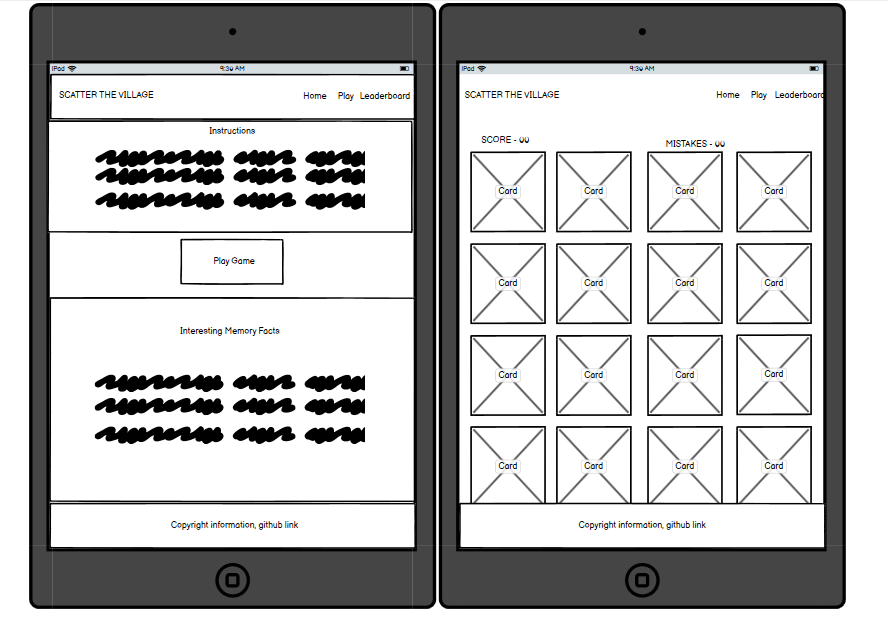 iPad 9:30 AM
SCATTER THE VILLAGE Home Play Leaderboard
Instructions
Play Game
Interesting Memory Facts
Copyright information, github link
iPad 9:30 AM
SCATTER THE VILLAGE Home Play Leaderboard
SCORE - 00 MISTAKES - 00
Card Card Card Card
Card Card Card Card
Card Card Card Card
Card Card Card Card
Copyright information, github link